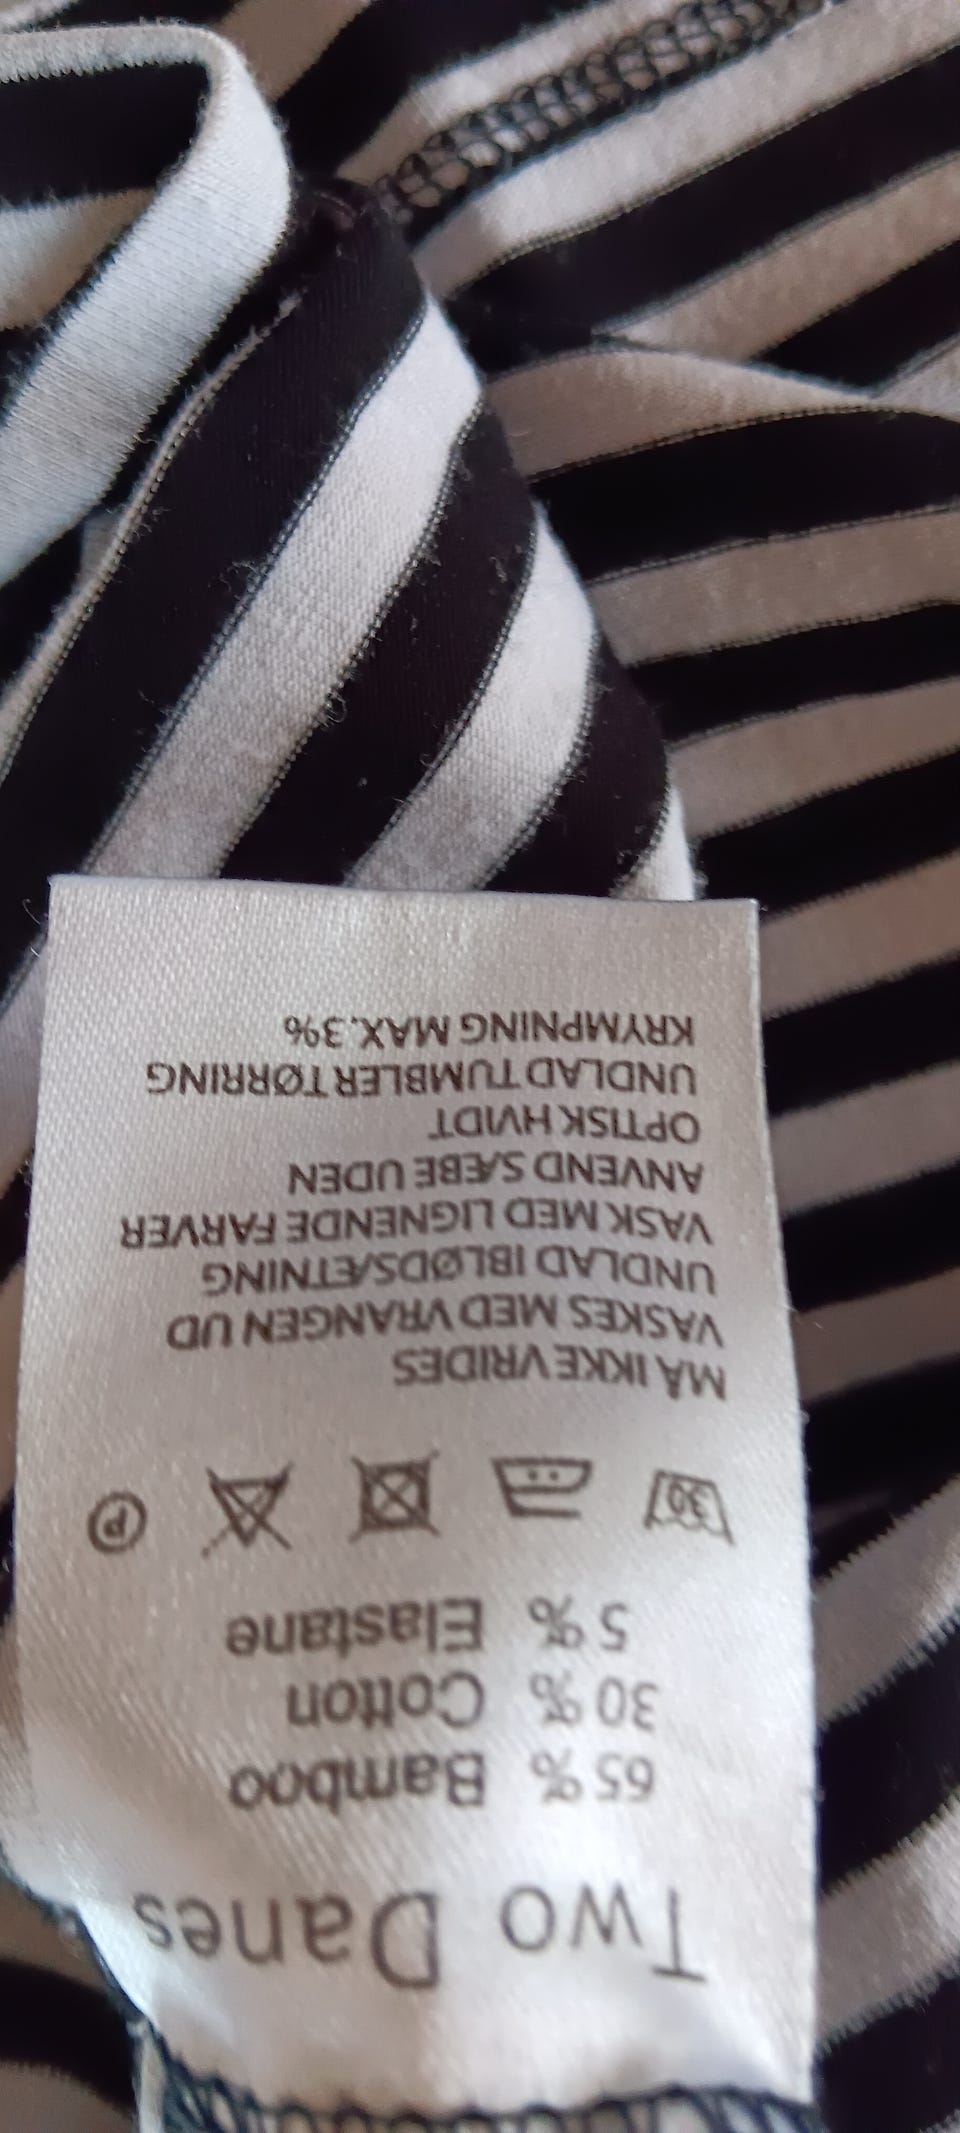 Two Danes
65% Bamboo
30% Cotton
5% Elastane
30 P
MÅ IKKE VRIDES
VASKES MED VRANGEN UD
UNDLAD IBLØDSÆTNING
VASK MED LIGNENDE FARVER
ANVEND SÆBE UDEN
OPTISK HVIDT
UNDLAD TUMBLER TØRRING
KRYMPNING MAX. 3%